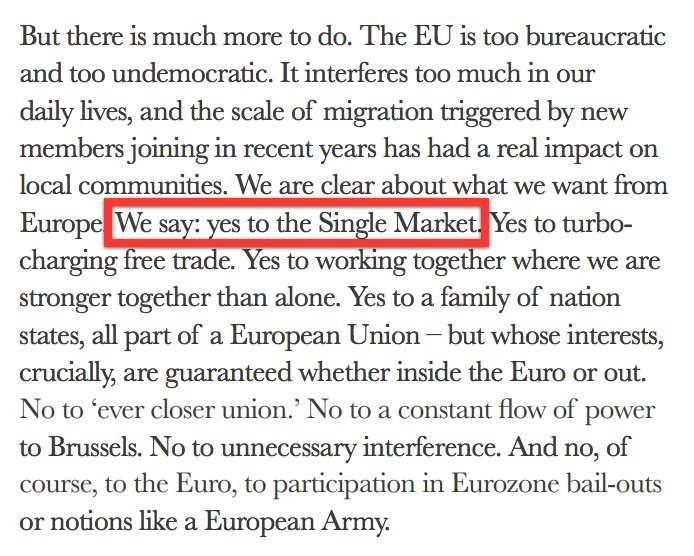 But there is much more to do. The EU is too bureaucratic
and too undemocratic. It interferes too much in our
daily lives, and the scale of migration triggered by new
members joining in recent years has had a real impact on
local communities. We are clear about what we want from
Europe. We say: yes to the Single Market. Yes to turbo-
charging free trade. Yes to working together where we are
stronger together than alone. Yes to a family of nation
states, all part of a European Union – but whose interests,
crucially, are guaranteed whether inside the Euro or out.
No to ‘ever closer union.’ No to a constant flow of power
to Brussels. No to unnecessary interference. And no, of
course, to the Euro, to participation in Eurozone bail-outs
or notions like a European Army.